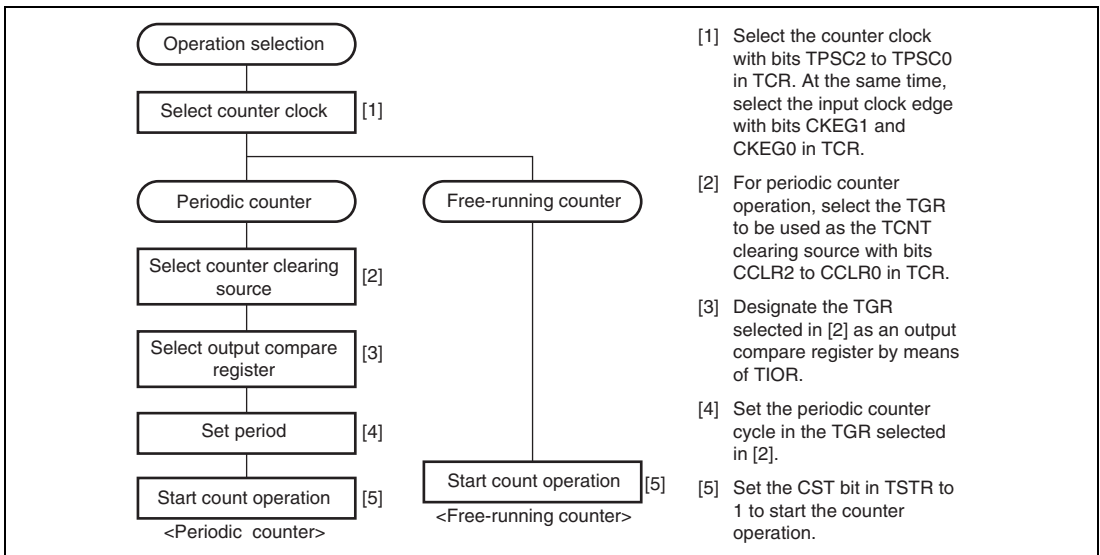 Operation selection
Select counter clock [1]
Periodic counter
Free-running counter
Select counter clearing
source
[2]
Select output compare
register
[3]
Set period [4]
Start count operation [5]
<Periodic counter>
Start count operation [5]
<Free-running counter>
[1] Select the counter clock
with bits TPSC2 to TPSC0
in TCR. At the same time,
select the input clock edge
with bits CKEG1 and
CKEG0 in TCR.
[2] For periodic counter
operation, select the TGR
to be used as the TCNT
clearing source with bits
CCLR2 to CCLR0 in TCR.
[3] Designate the TGR
selected in [2] as an output
compare register by means
of TIOR.
[4] Set the periodic counter
cycle in the TGR selected
in [2].
[5] Set the CST bit in TSTR to
1 to start the counter
operation.